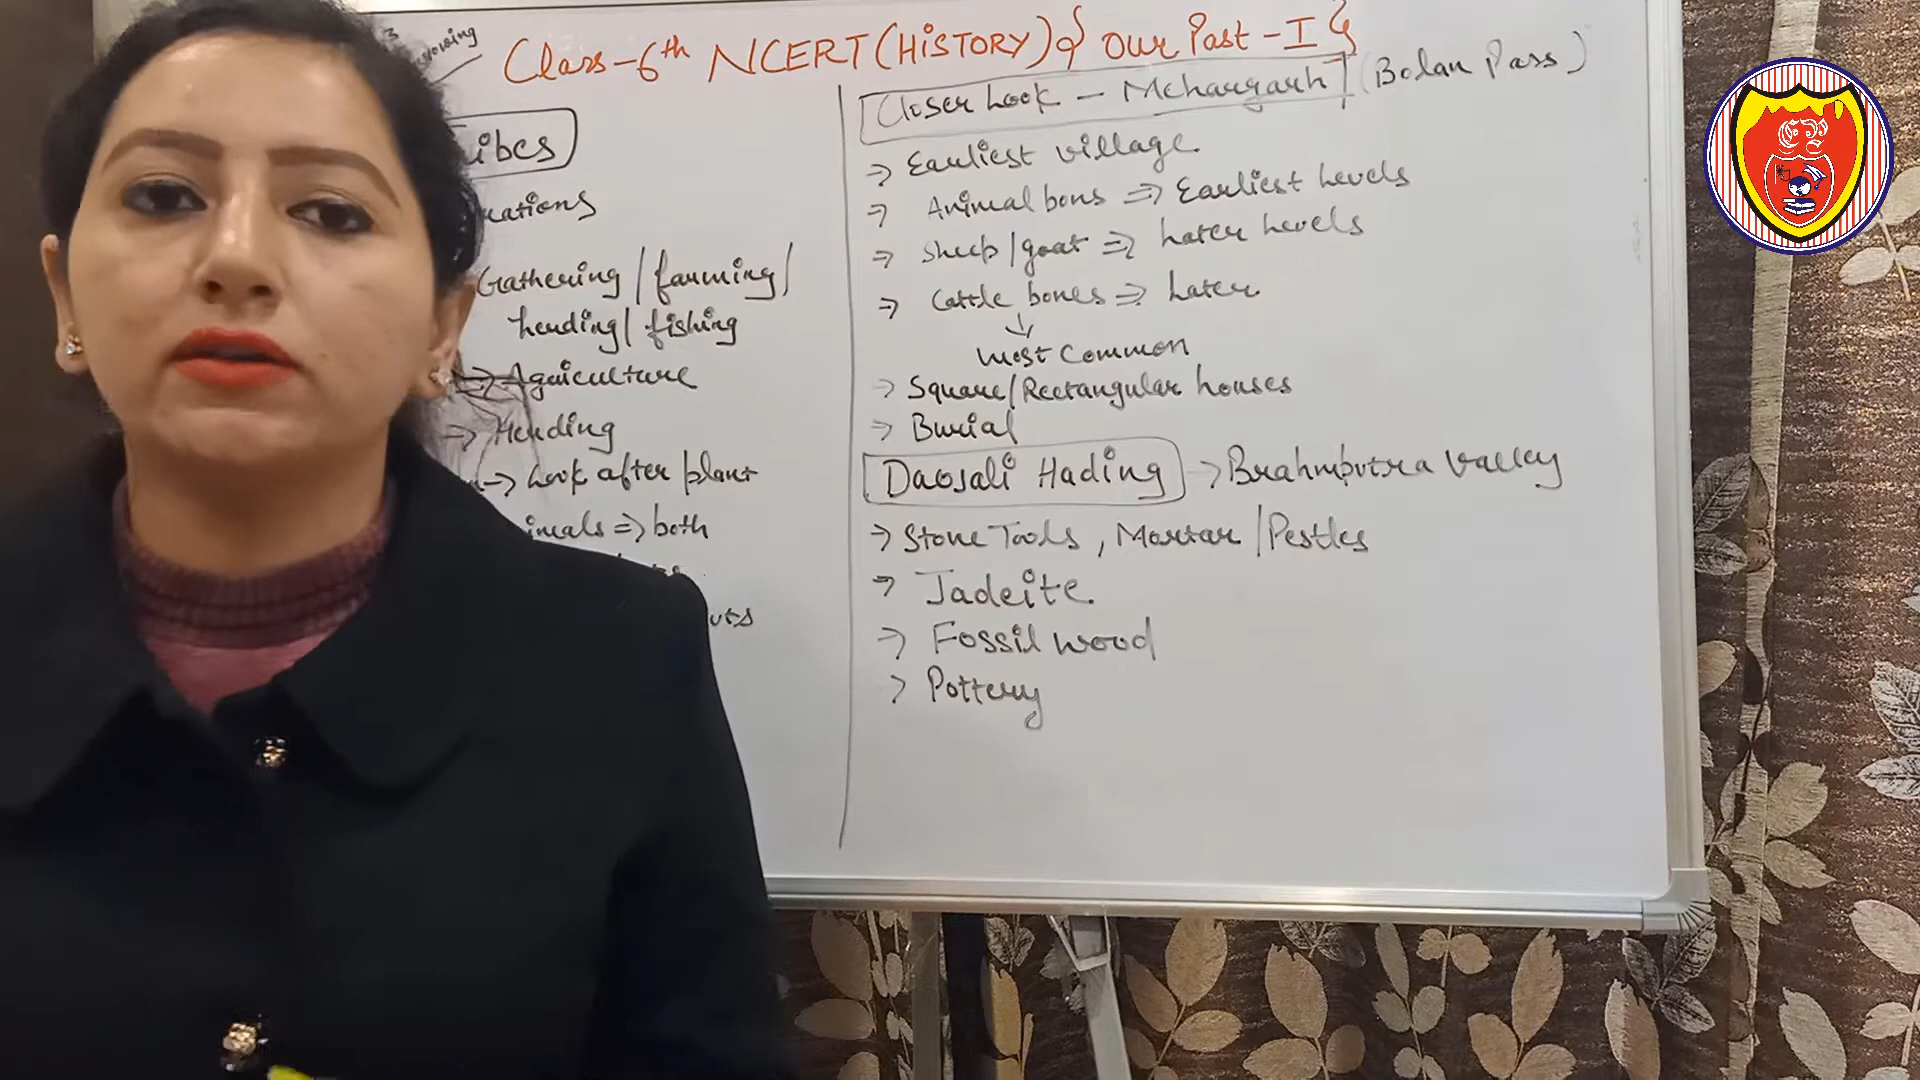 Class-6th NCERT (HISTORY) { Our Past - I }
ibes
Gathering / farming /
herding / fishing
→ Agriculture
→ Herding
→ Look after plant
imals ⇒ both
Closer Look - Mehargarh (Bolan Pass)
⇒ Earliest village
⇒ Animal bons ⇒ Earliest Levels
⇒ Sheep/goat ⇒ Later Levels
⇒ Cattle bones ⇒ Later
Most Common
→ Square/Rectangular houses
→ Burial
Daojali Hading → Brahmputra Valley
→ Stone Tools, Mortar / Pestles
→ Jadeite
→ Fossil wood
> Pottery